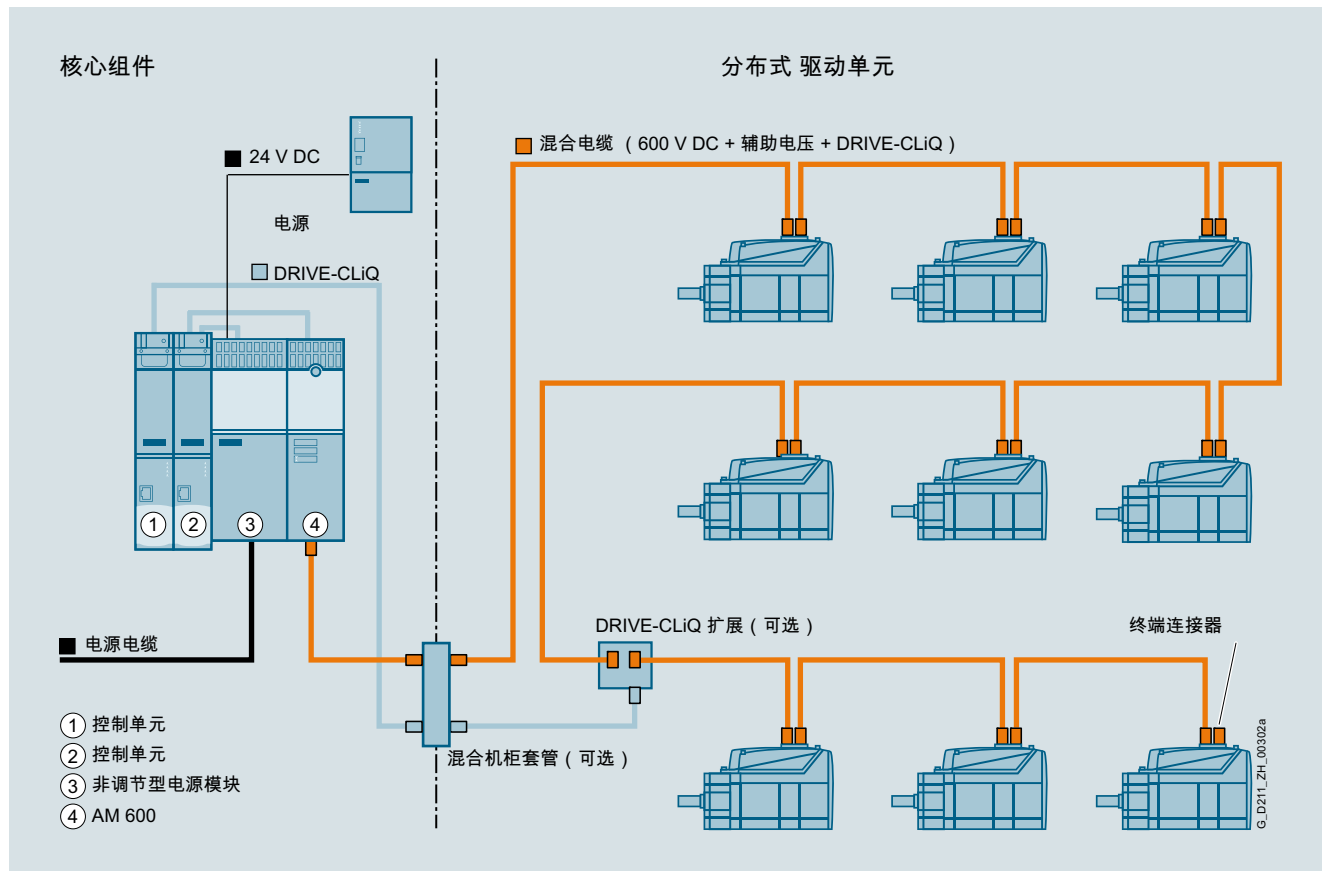 核心组件
分布式 驱动单元
混合电缆 （600 V DC + 辅助电压 + DRIVE-CLiQ）
24 V DC
电源
DRIVE-CLiQ
1 2 3 4
DRIVE-CLiQ 扩展（可选）
终端连接器
电源电缆
1 控制单元
2 控制单元
3 非调节型电源模块
4 AM 600
混合机柜套管（可选）
G_D211_ZH_00302a